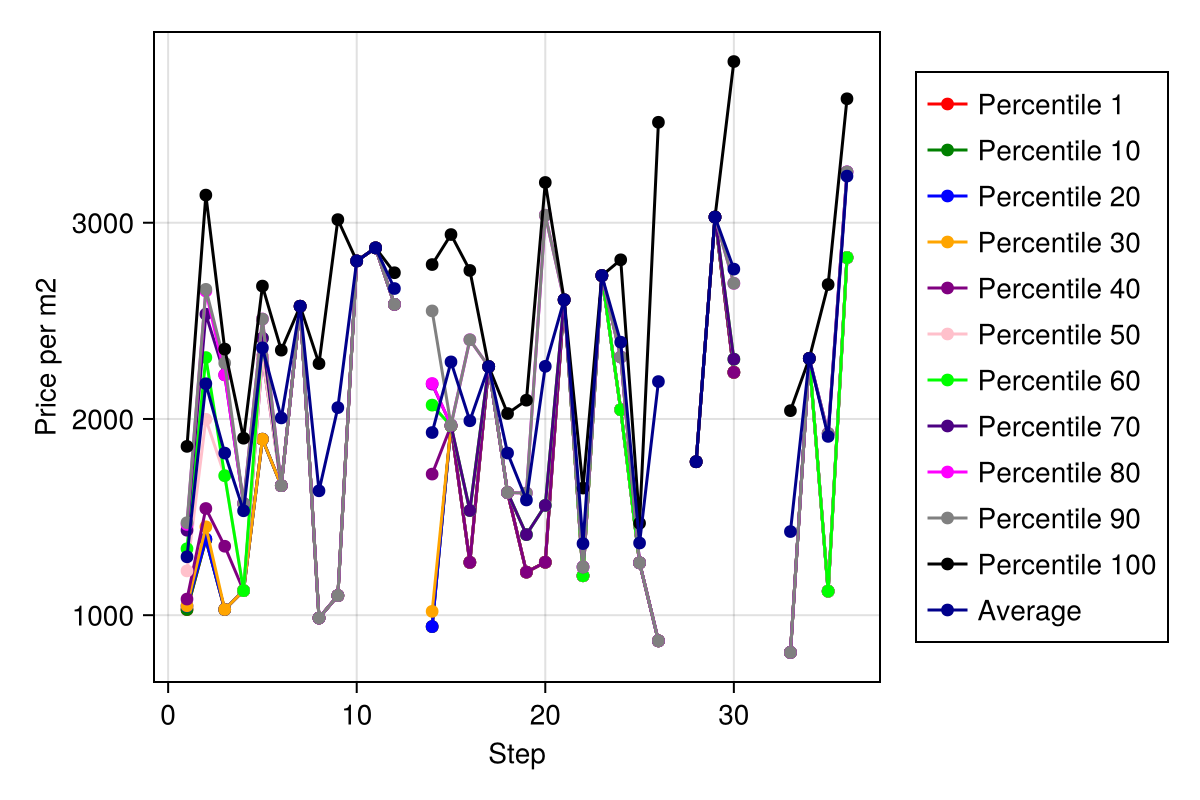 3000
2000
1000
Price per m2
0 10 20 30
Step
Percentile 1
Percentile 10
Percentile 20
Percentile 30
Percentile 40
Percentile 50
Percentile 60
Percentile 70
Percentile 80
Percentile 90
Percentile 100
Average